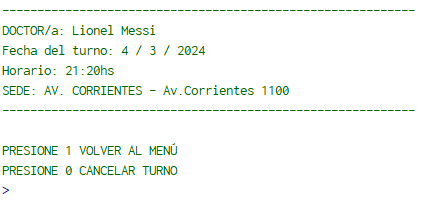 ------------------------------------------------------------
DOCTOR/a: Lionel Messi
Fecha del turno: 4 / 3 / 2024
Horario: 21:20hs
SEDE: AV. CORRIENTES - Av.Corrientes 1100
------------------------------------------------------------
PRESIONE 1 VOLVER AL MENÚ
PRESIONE 0 CANCELAR TURNO
>